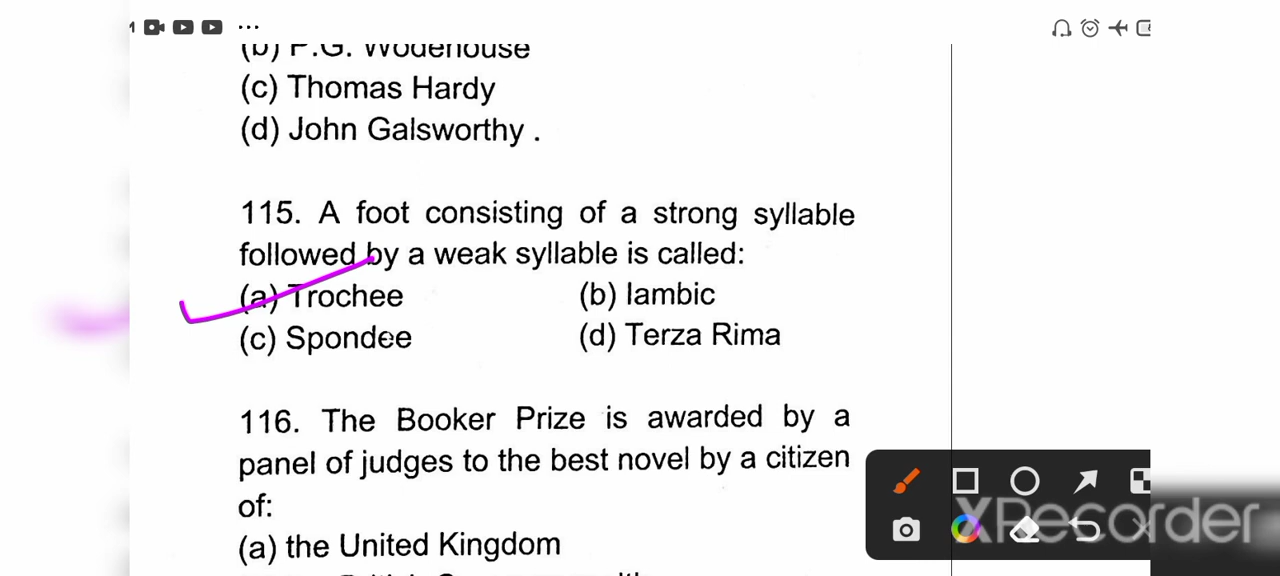 (b) P.G. Wodehouse
(c) Thomas Hardy
(d) John Galsworthy .
115. A foot consisting of a strong syllable
followed by a weak syllable is called:
(a) Trochee (b) Iambic
(c) Spondee (d) Terza Rima
116. The Booker Prize is awarded by a
panel of judges to the best novel by a citizen
of:
(a) the United Kingdom
XRecorder